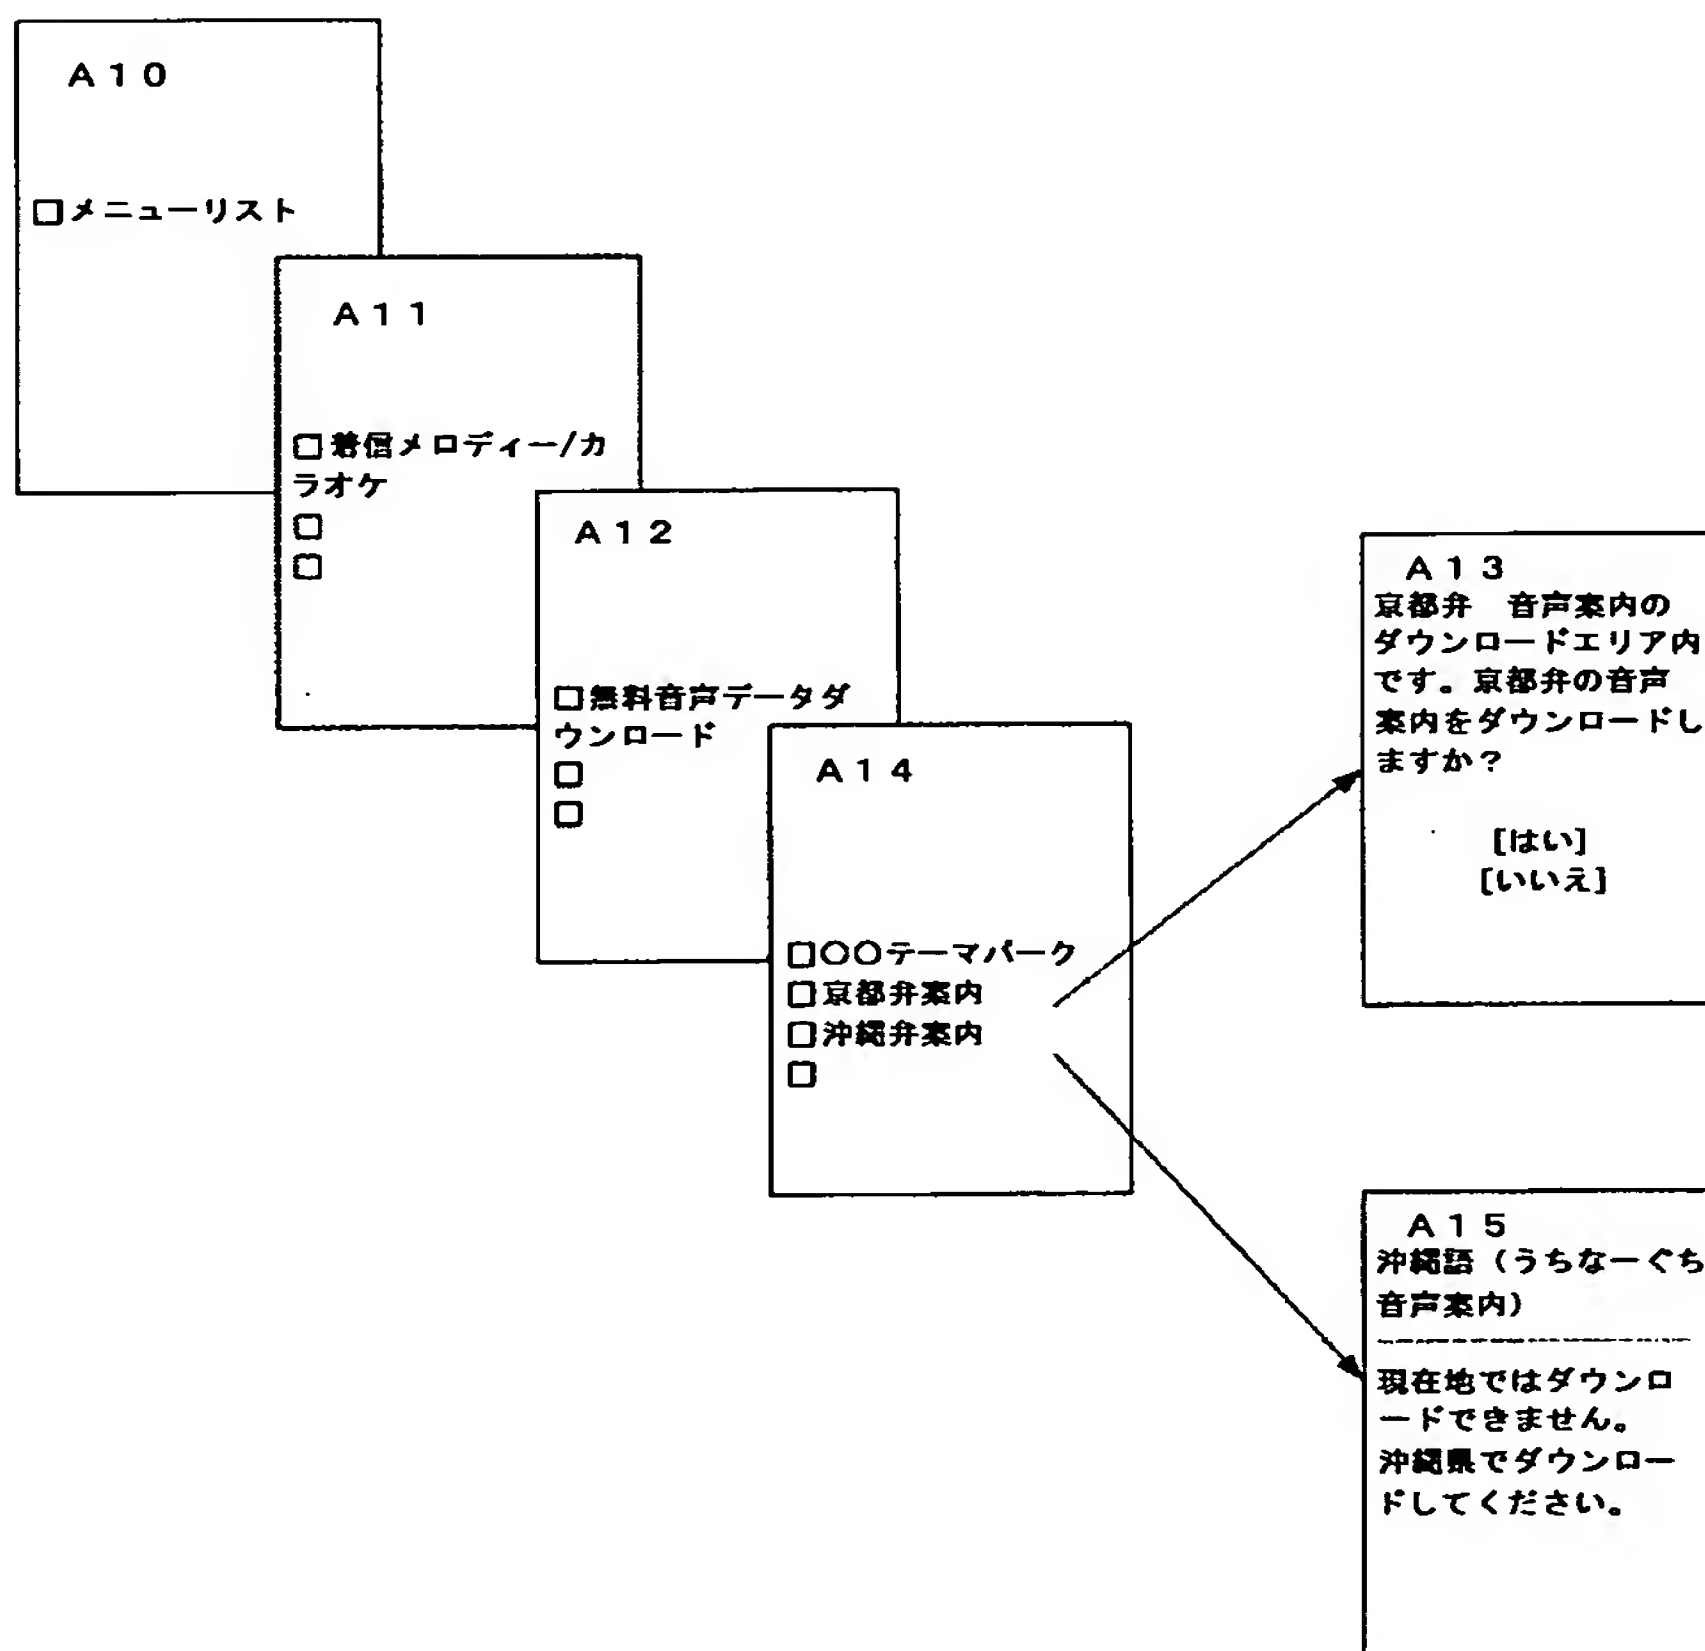 A10
□メニューリスト
A11
□着信メロディー/カ
ラオケ
□
□
A12
□無料音声データダ
ウンロード
□
□
A14
□〇〇テーマパーク
□京都弁案内
□沖縄弁案内
□
A13
京都弁　音声案内の
ダウンロードエリア内
です。京都弁の音声
案内をダウンロードし
ますか？
[はい]
[いいえ]
A15
沖縄語（うちなーぐち
音声案内）
現在地ではダウンロ
ードできません。
沖縄県でダウンロー
ドしてください。